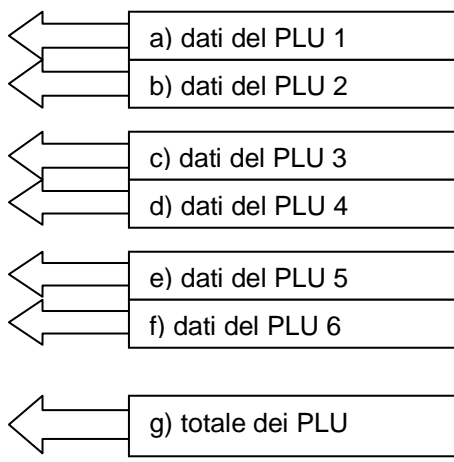 a) dati del PLU 1
b) dati del PLU 2
c) dati del PLU 3
d) dati del PLU 4
e) dati del PLU 5
f) dati del PLU 6
g) totale dei PLU